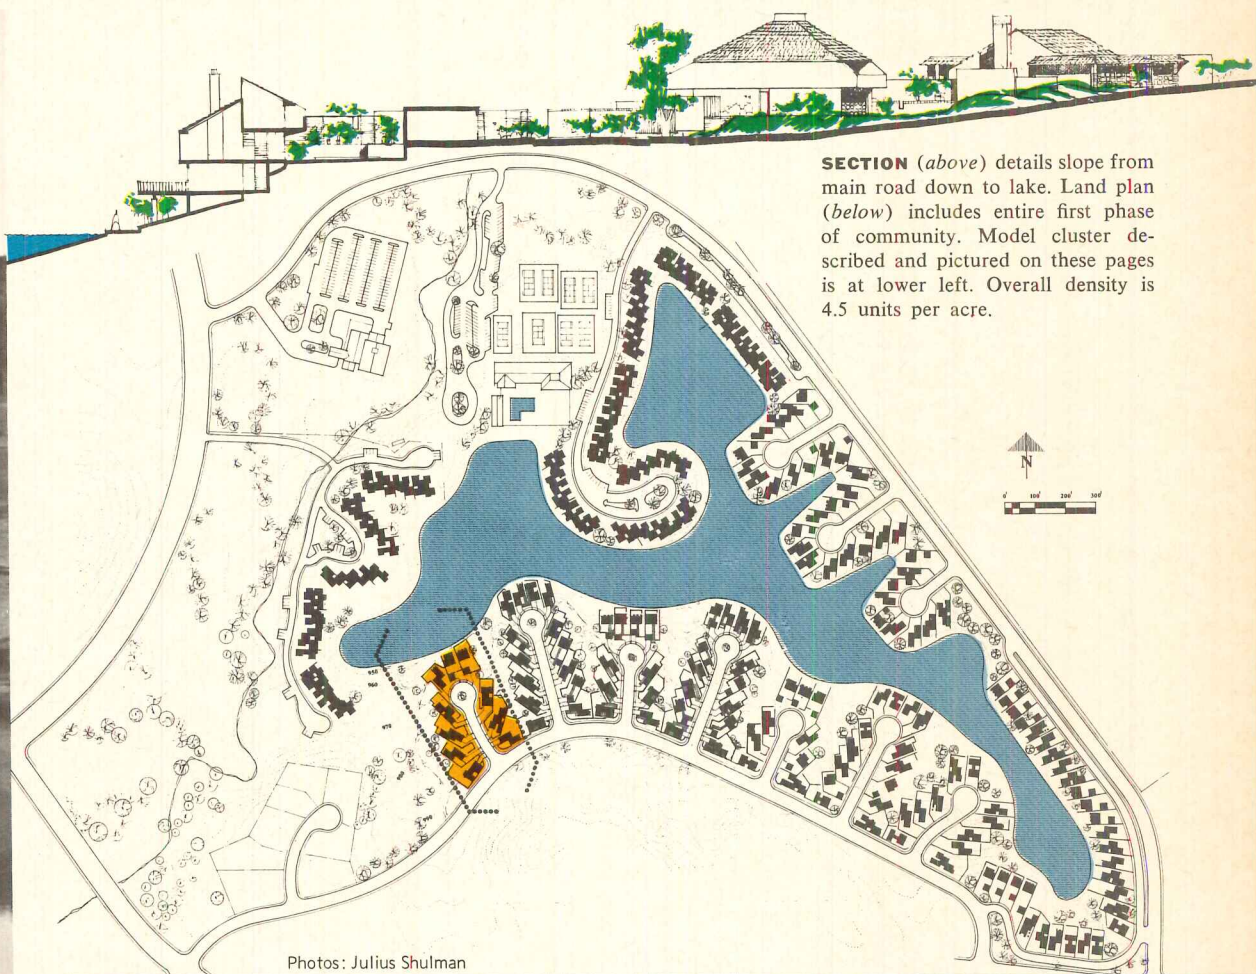 SECTION (above) details slope from
main road down to lake. Land plan
(below) includes entire first phase
of community. Model cluster de-
scribed and pictured on these pages
is at lower left. Overall density is
4.5 units per acre.
N
0' 100' 200' 300'
950
960
970
Photos: Julius Shulman